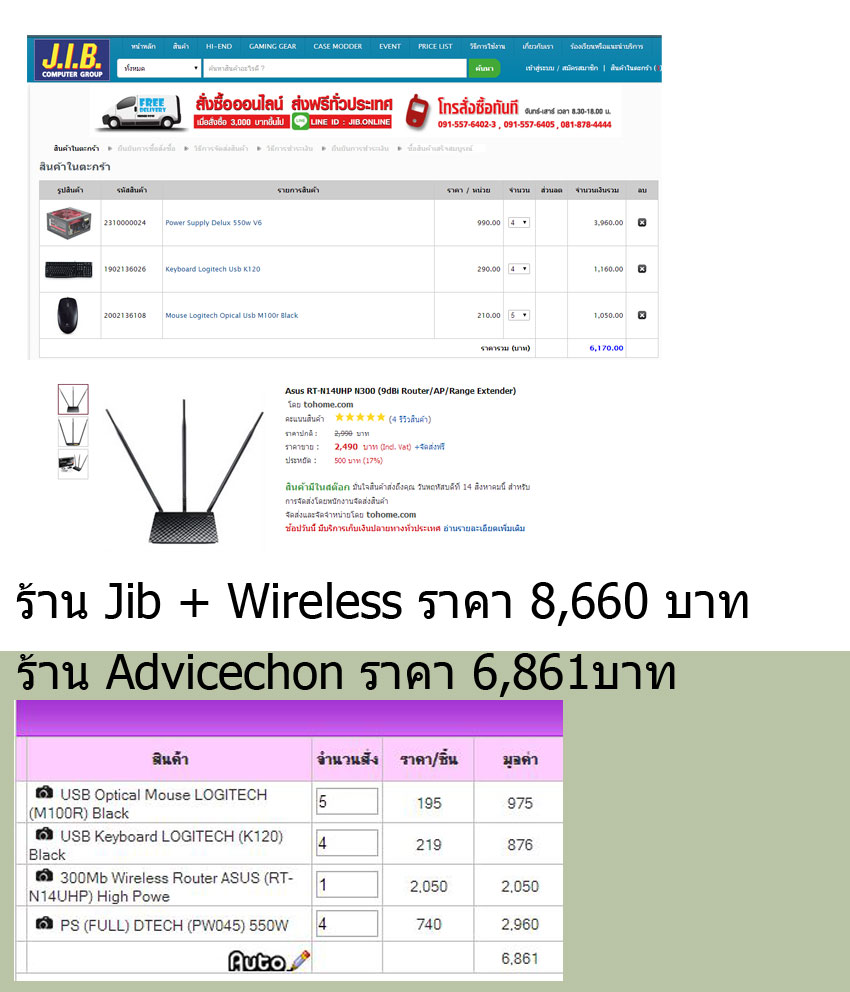 J.I.B.
COMPUTER GROUP
หน้าหลัก สินค้า HI-END GAMING GEAR CASE MODDER EVENT PRICE LIST วิธีการใช้งาน เกี่ยวกับเรา ร้องเรียนหรือแนะนำบริการ
ทั้งหมด ค้นหาสินค้าอะไรดี ? ค้นหา เข้าสู่ระบบ / สมัครสมาชิก | สินค้าในตะกร้า ( )
FREE
DELIVERY
สั่งซื้อออนไลน์ ส่งฟรีทั่วประเทศ
เมื่อสั่งซื้อ 3,000 บาทขึ้นไป LINE LINE ID : JIB.ONLINE
โทรสั่งซื้อทันที จันทร์-เสาร์ เวลา 8.30-18.00 น.
091-557-6402-3 , 091-557-6405 , 081-878-4444
สินค้าในตะกร้า ยืนยันการซื้อสั่งซื้อ วิธีการจัดส่งสินค้า วิธีการชำระเงิน ยืนยันการชำระเงิน ซื้อสินค้าเสร็จสมบูรณ์
สินค้าในตะกร้า
รูปสินค้า รหัสสินค้า รายการสินค้า ราคา / หน่วย จำนวน ส่วนลด จำนวนเงินรวม ลบ
2310000024 Power Supply Delux 550w V6 990.00 4 3,960.00
1902136026 Keyboard Logitech Usb K120 290.00 4 1,160.00
2002136108 Mouse Logitech Opical Usb M100r Black 210.00 5 1,050.00
ราคารวม (บาท) 6,170.00
Asus RT-N14UHP N300 (9dBi Router/AP/Range Extender)
โดย tohome.com
คะแนนสินค้า (4 รีวิวสินค้า)
ราคาปกติ : 2,990 บาท
ราคาขาย : 2,490 บาท (Incl. Vat) +จัดส่งฟรี
ประหยัด : 500 บาท (17%)
สินค้ามีในสต๊อก มั่นใจสินค้าส่งถึงคุณ วันพฤหัสบดีที่ 14 สิงหาคมนี้ สำหรับ
การจัดส่งโดยพนักงานจัดส่งสินค้า
จัดส่งและจัดจำหน่ายโดย tohome.com
ช้อปวันนี้ มีบริการเก็บเงินปลายทางทั่วประเทศ อ่านรายละเอียดเพิ่มเติม
ร้าน Jib + Wireless ราคา 8,660 บาท
ร้าน Advicechon ราคา 6,861บาท
สินค้า จำนวนสั่ง ราคา/ชิ้น มูลค่า
USB Optical Mouse LOGITECH
(M100R) Black 5 195 975
USB Keyboard LOGITECH (K120)
Black 4 219 876
300Mb Wireless Router ASUS (RT-
N14UHP) High Powe 1 2,050 2,050
PS (FULL) DTECH (PW045) 550W 4 740 2,960
Auto 6,861